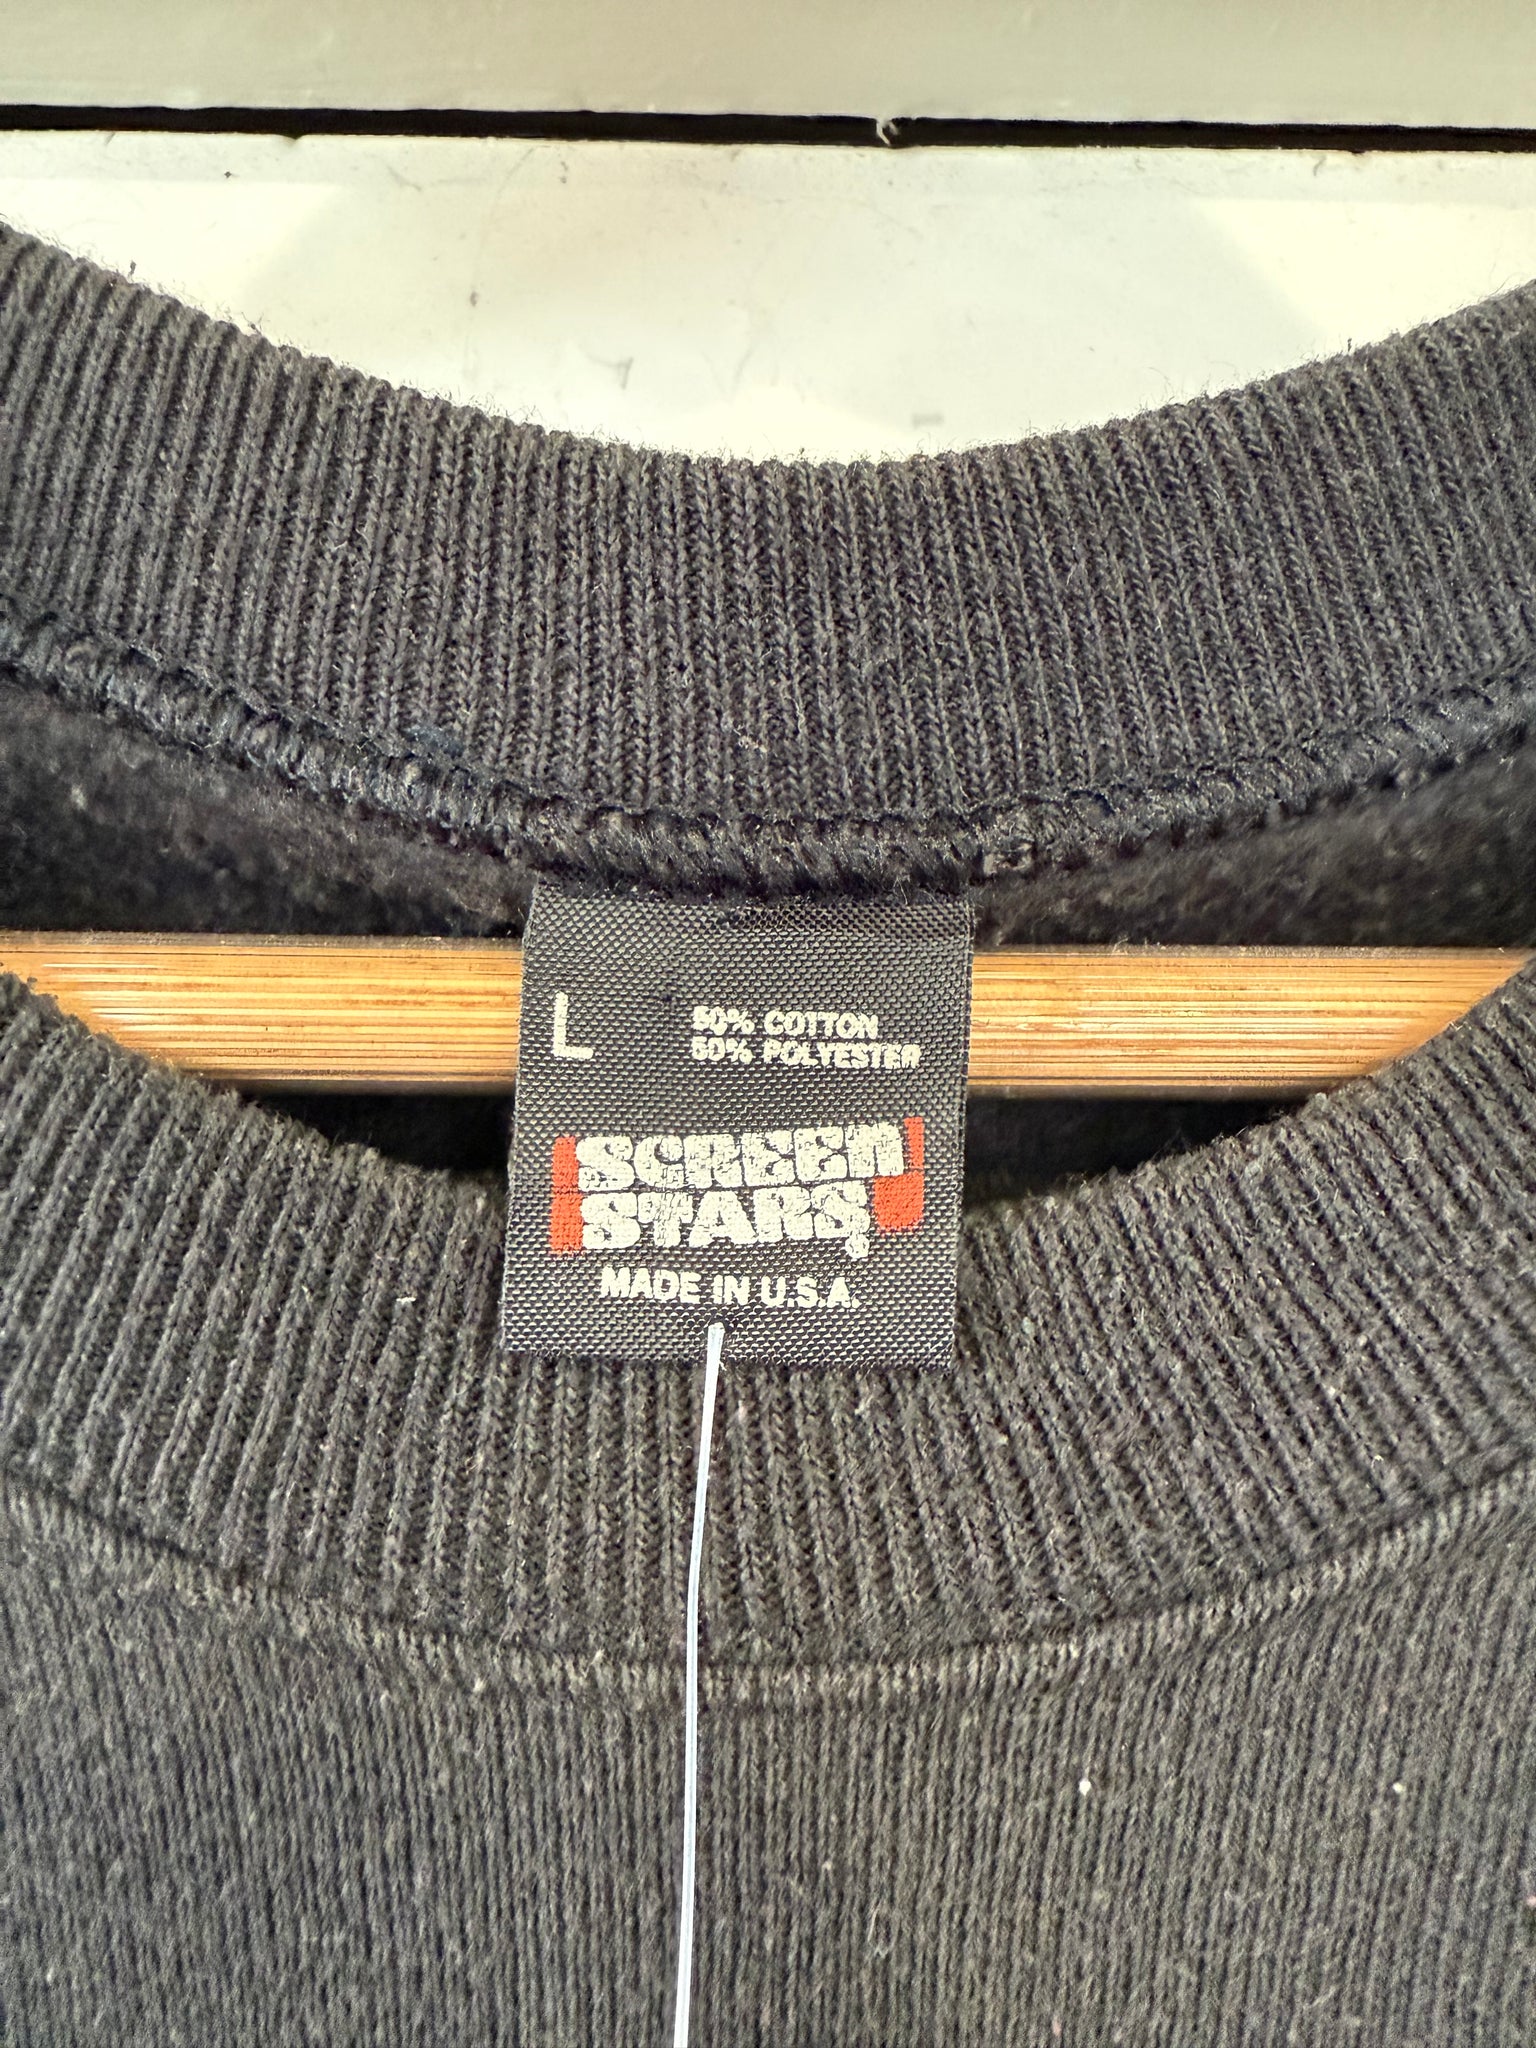 L
50% COTTON
50% POLYESTER
SCREEN
STARS
MADE IN U.S.A.